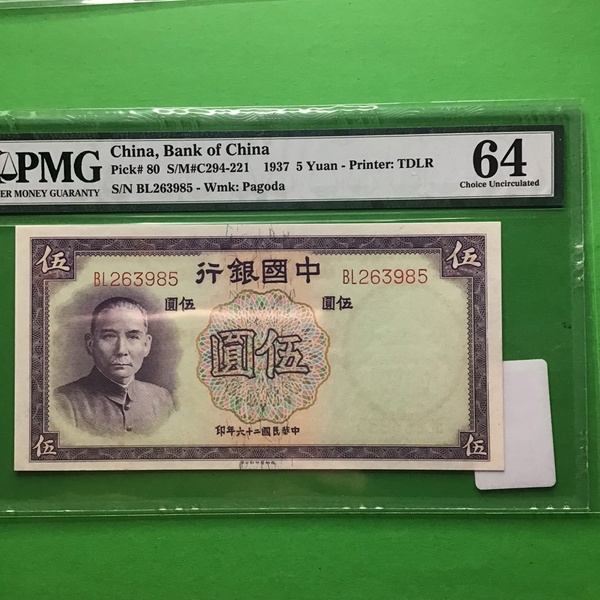 PMG
ER MONEY GUARANTY
China, Bank of China
Pick# 80 S/M#C294-221 1937 5 Yuan - Printer: TDLR
S/N BL263985 - Wmk: Pagoda
64
Choice Uncirculated
伍 伍
行銀國中
BL263985 BL263985
圓伍 圓伍
圓伍
印年六十二國民華中
伍 伍